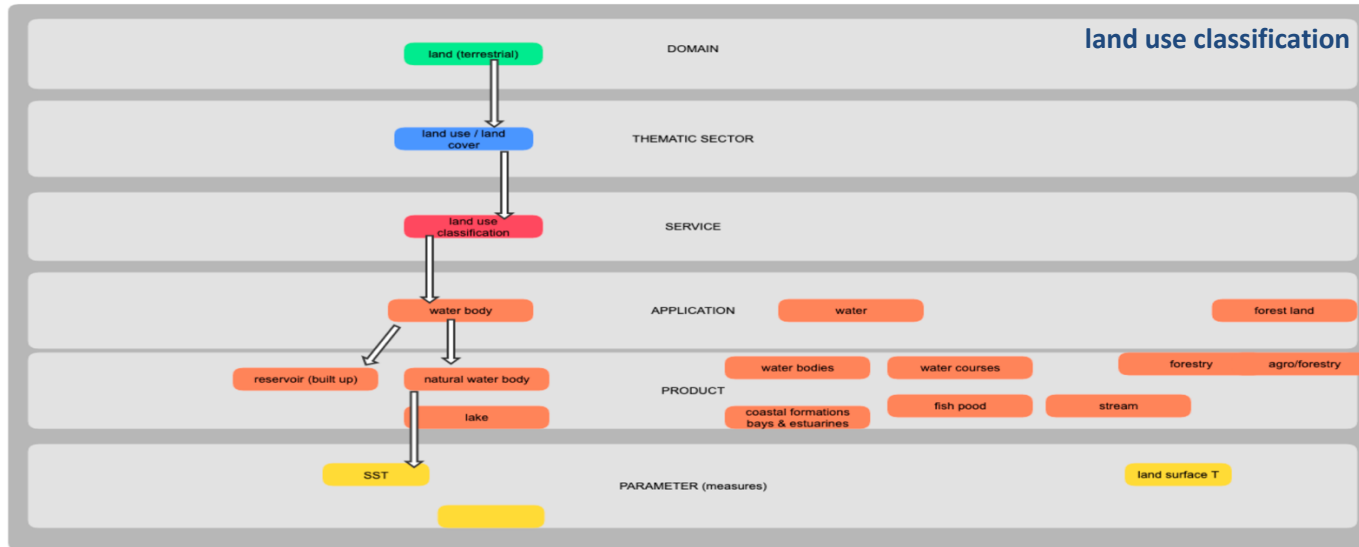 land use classification
DOMAIN
land (terrestrial)
land use / land
cover
THEMATIC SECTOR
land use
classification
SERVICE
water body
APPLICATION
water
forest land
reservoir (built up)
natural water body
lake
PRODUCT
water bodies
water courses
forestry
agro/forestry
coastal formations
bays & estuarines
fish pood
stream
SST
PARAMETER (measures)
land surface T